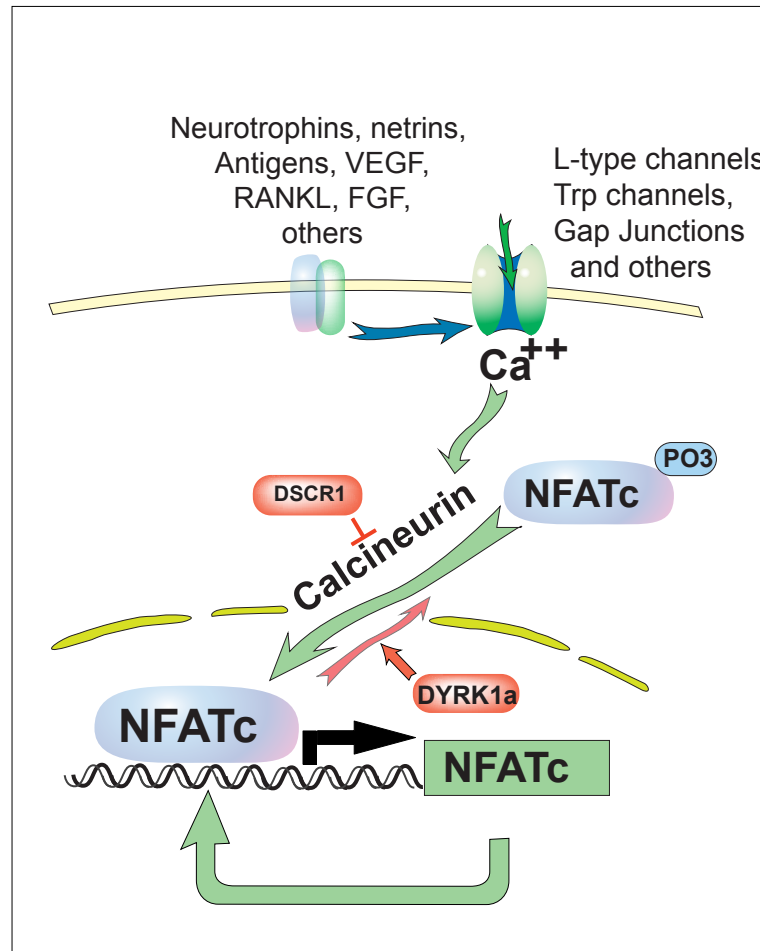 Neurotrophins, netrins,
Antigens, VEGF,
RANKL, FGF,
others
L-type channels
Trp channels,
Gap Junctions
and others
Ca++
PO3
NFATc
DSCR1
Calcineurin
DYRK1a
NFATc
NFATc